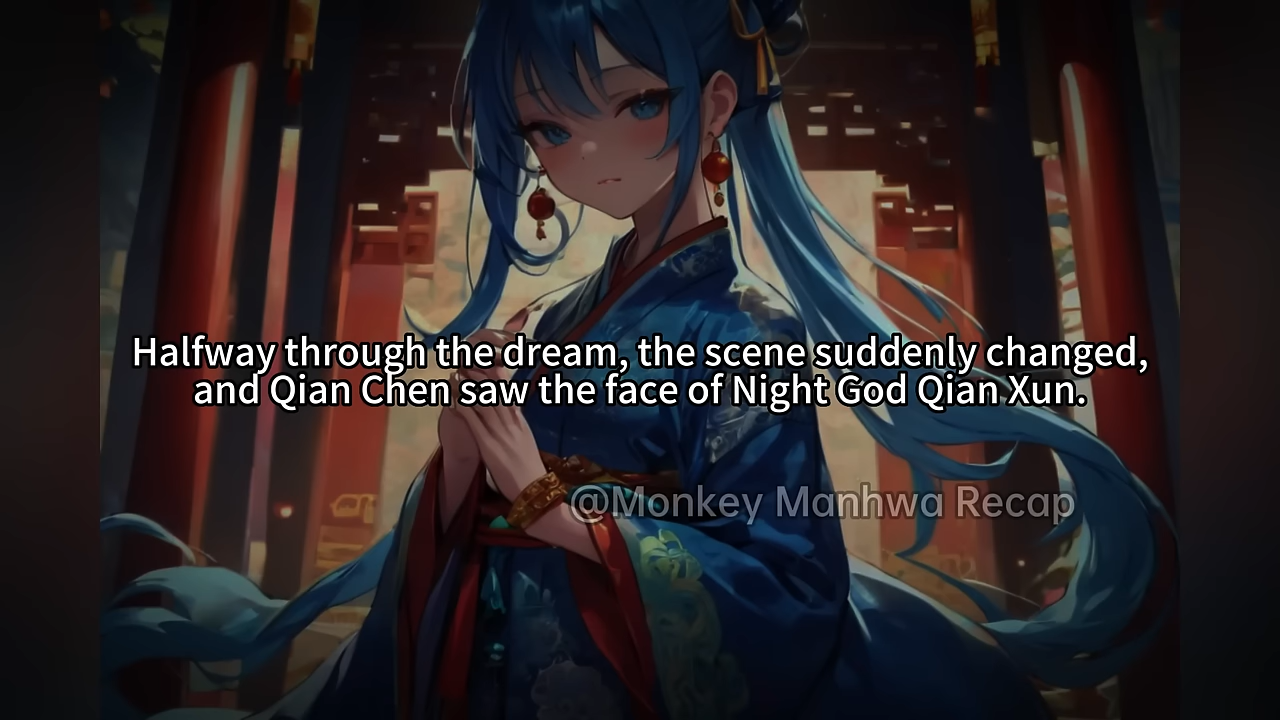 Halfway through the dream, the scene suddenly changed,
and Qian Chen saw the face of Night God Qian Xun.
@Monkey Manhwa Recap